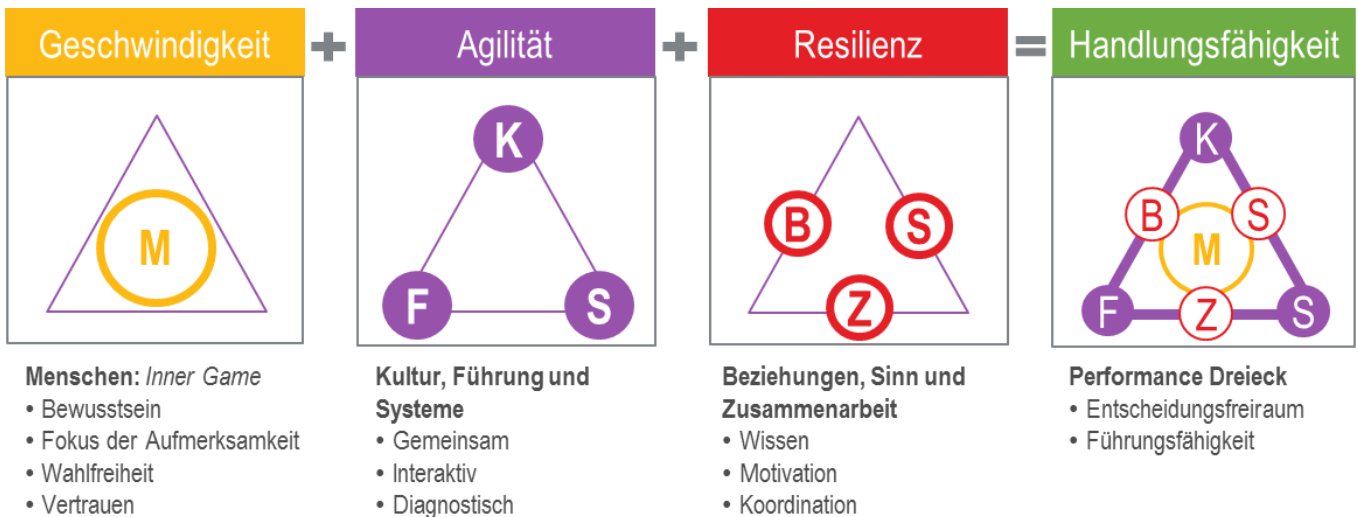 Geschwindigkeit + Agilität + Resilienz = Handlungsfähigkeit
M
K
F S
B S
Z
K
B S
M
F Z S
Menschen: Inner Game
• Bewusstsein
• Fokus der Aufmerksamkeit
• Wahlfreiheit
• Vertrauen
Kultur, Führung und
Systeme
• Gemeinsam
• Interaktiv
• Diagnostisch
Beziehungen, Sinn und
Zusammenarbeit
• Wissen
• Motivation
• Koordination
Performance Dreieck
• Entscheidungsfreiraum
• Führungsfähigkeit